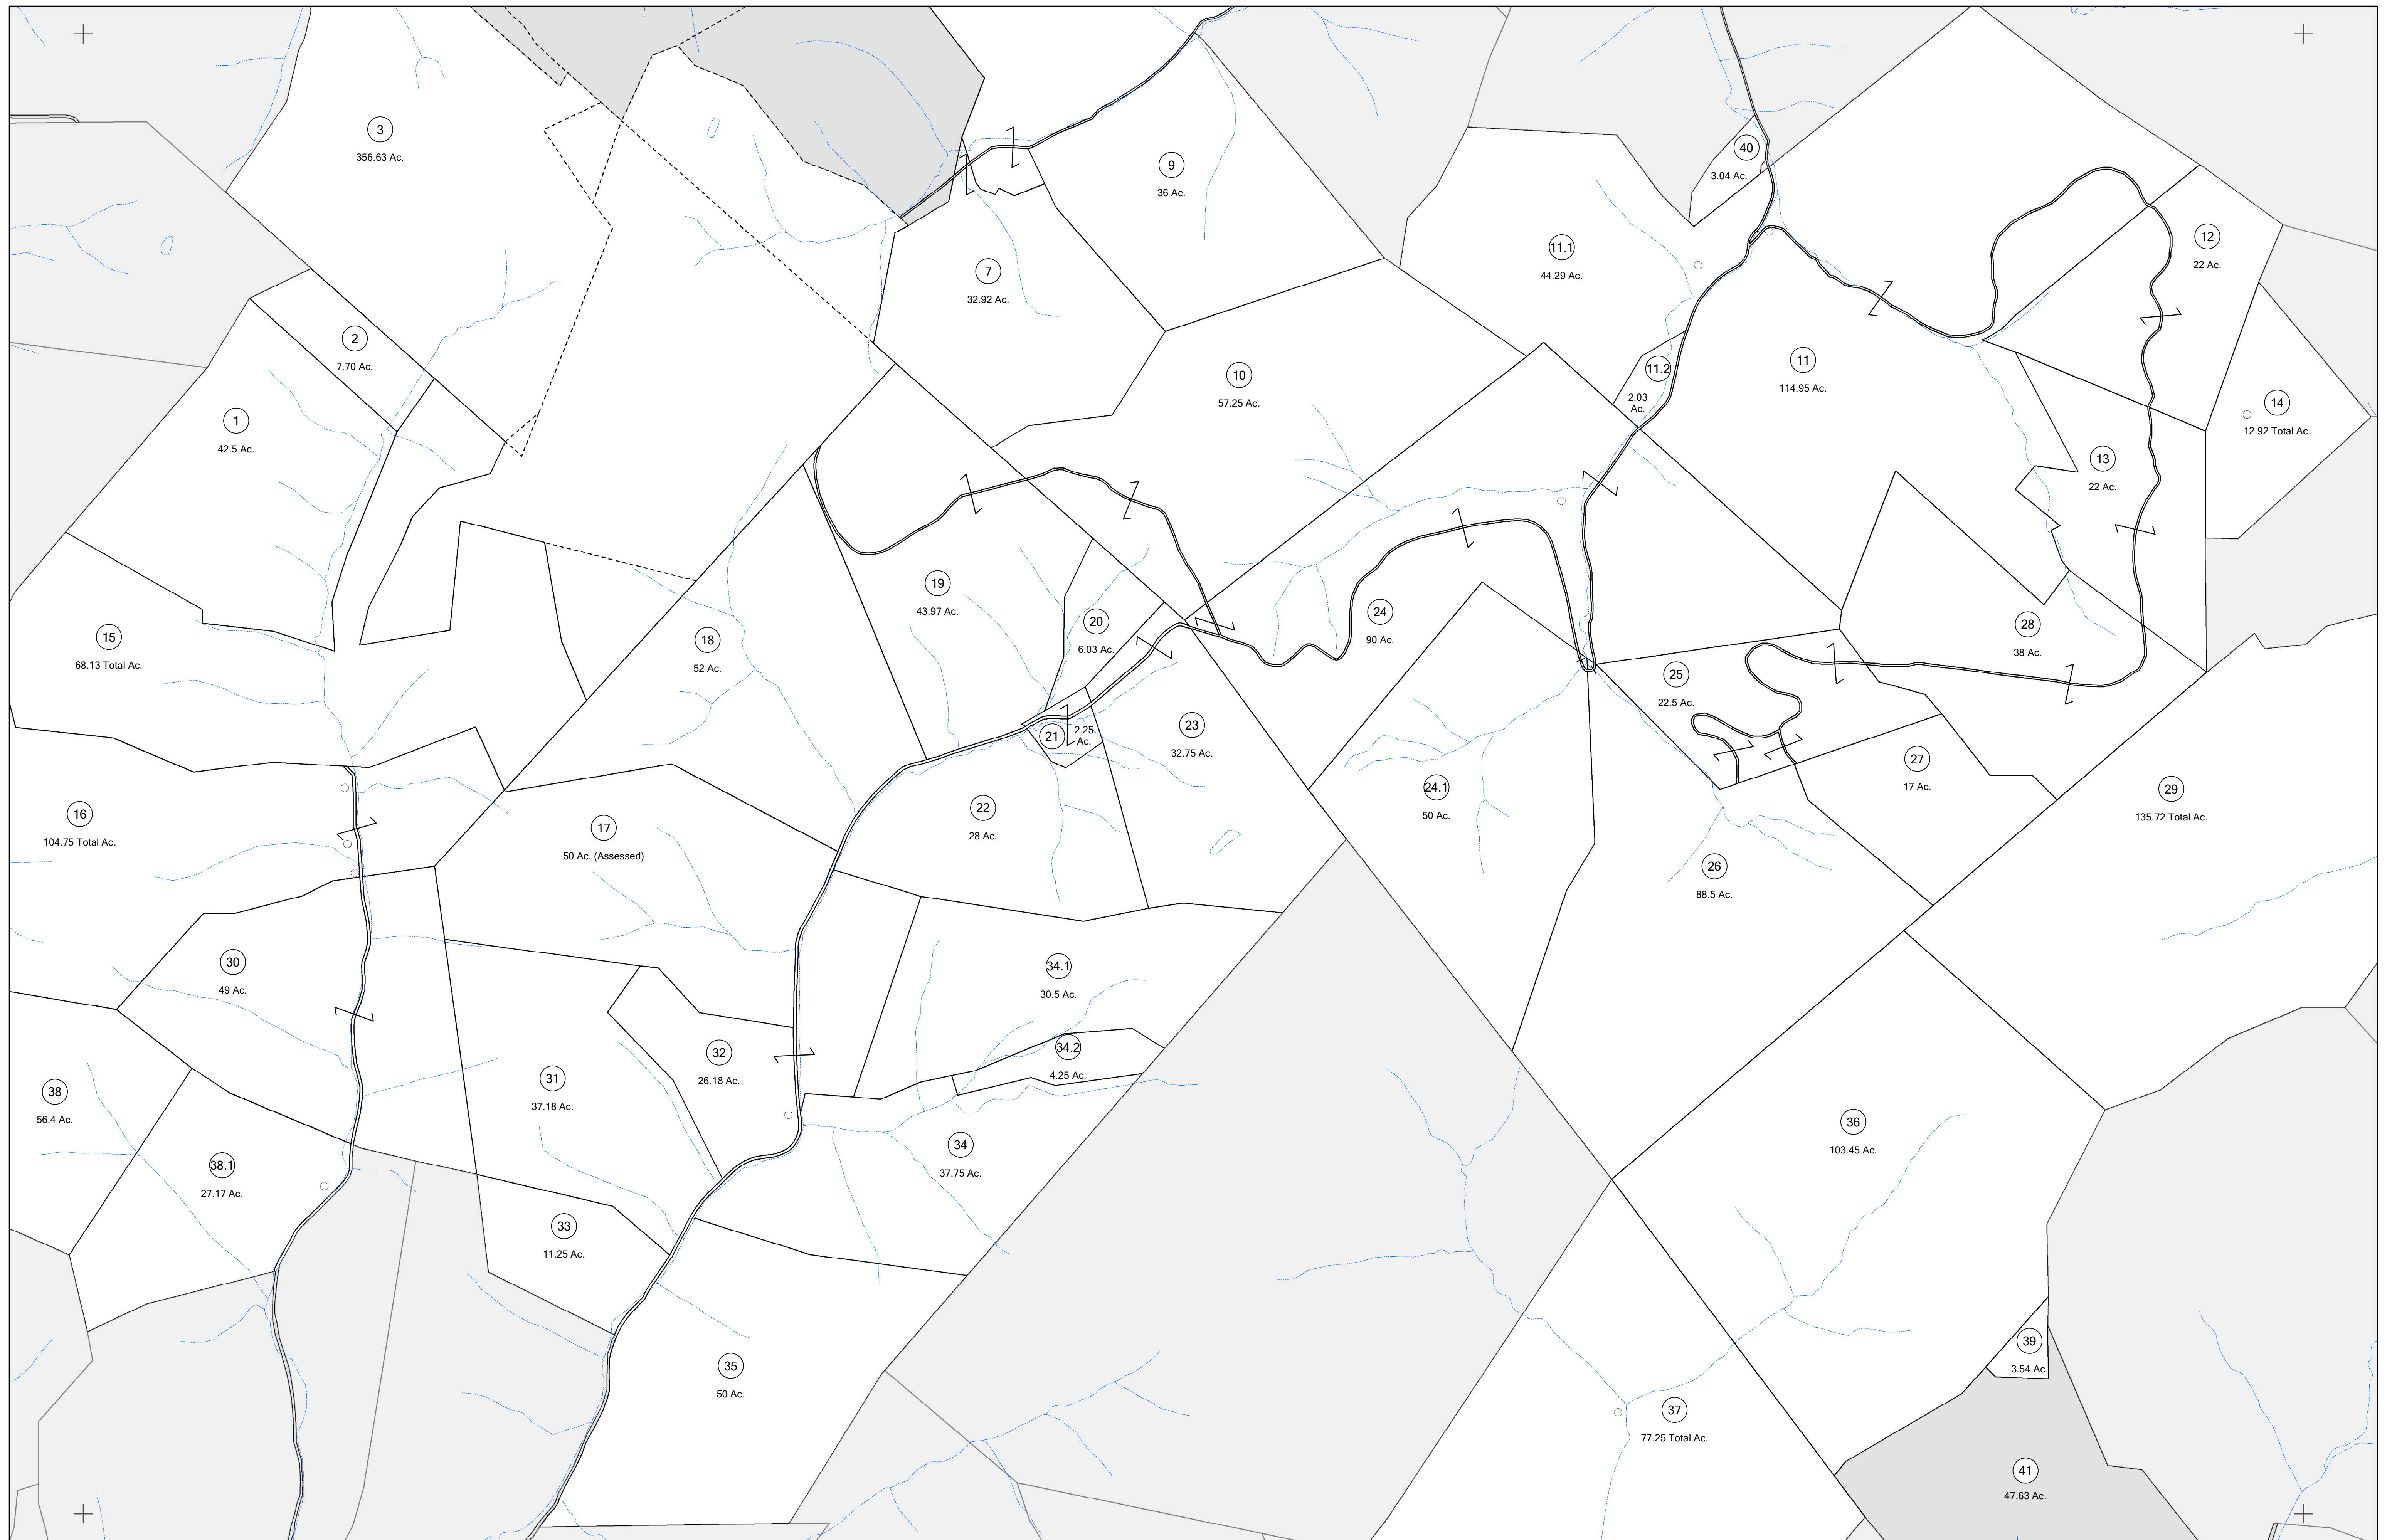 3
356.63 Ac.
40
3.04 Ac.
9
36 Ac.
12
22 Ac.
11.1
44.29 Ac.
7
32.92 Ac.
2
7.70 Ac.
11
114.95 Ac.
11.2
2.03
Ac.
10
57.25 Ac.
14
12.92 Total Ac.
1
42.5 Ac.
13
22 Ac.
19
43.97 Ac.
24
90 Ac.
20
6.03 Ac.
28
38 Ac.
15
68.13 Total Ac.
18
52 Ac.
25
22.5 Ac.
23
32.75 Ac.
21
2.25
Ac.
27
17 Ac.
24.1
50 Ac.
29
135.72 Total Ac.
22
28 Ac.
16
104.75 Total Ac.
17
50 Ac. (Assessed)
26
88.5 Ac.
30
49 Ac.
34.1
30.5 Ac.
34.2
4.25 Ac.
32
26.18 Ac.
31
37.18 Ac.
38
56.4 Ac.
36
103.45 Ac.
34
37.75 Ac.
38.1
27.17 Ac.
33
11.25 Ac.
39
3.54 Ac.
35
50 Ac.
37
77.25 Total Ac.
41
47.63 Ac.